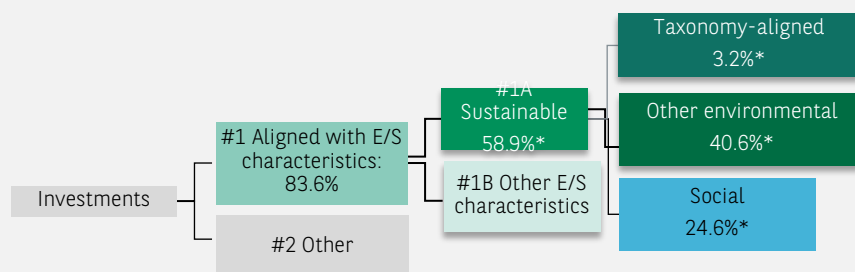 Investments
#1 Aligned with E/S
characteristics:
83.6%
#2 Other
#1A
Sustainable
58.9%*
#1B Other E/S
characteristics
Taxonomy-aligned
3.2%*
Other environmental
40.6%*
Social
24.6%*